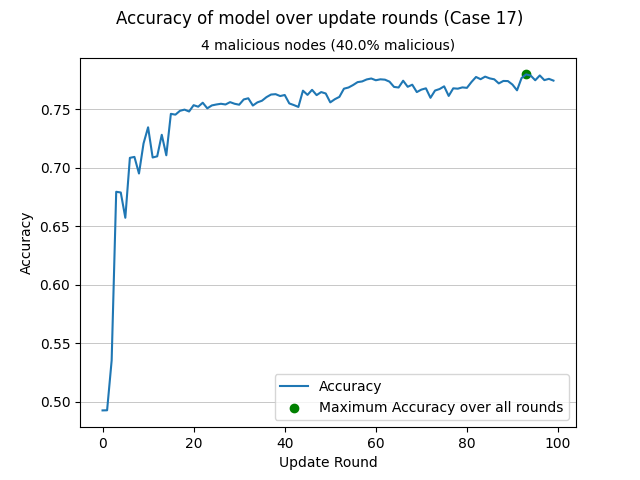 Accuracy of model over update rounds (Case 17)
4 malicious nodes (40.0% malicious)
0.75
0.70
0.65
0.60
0.55
0.50
Accuracy
Accuracy
Maximum Accuracy over all rounds
0 20 40 60 80 100
Update Round